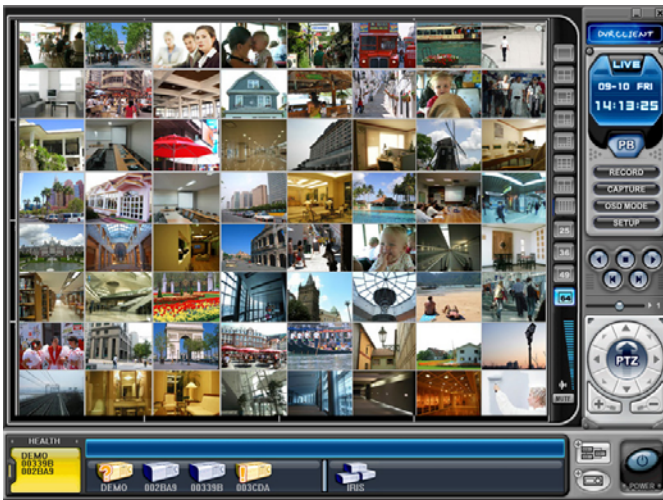 DVRCLIENT
LIVE
09-10 FRI
14:13:25
PB
RECORD
CAPTURE
OSD MODE
SETUP
25
36
49
64
PTZ
MUTE
HEALTH
DEMO
00339B
002BA9
DEMO
002BA9
00339B
003CDA
IRIS
POWER